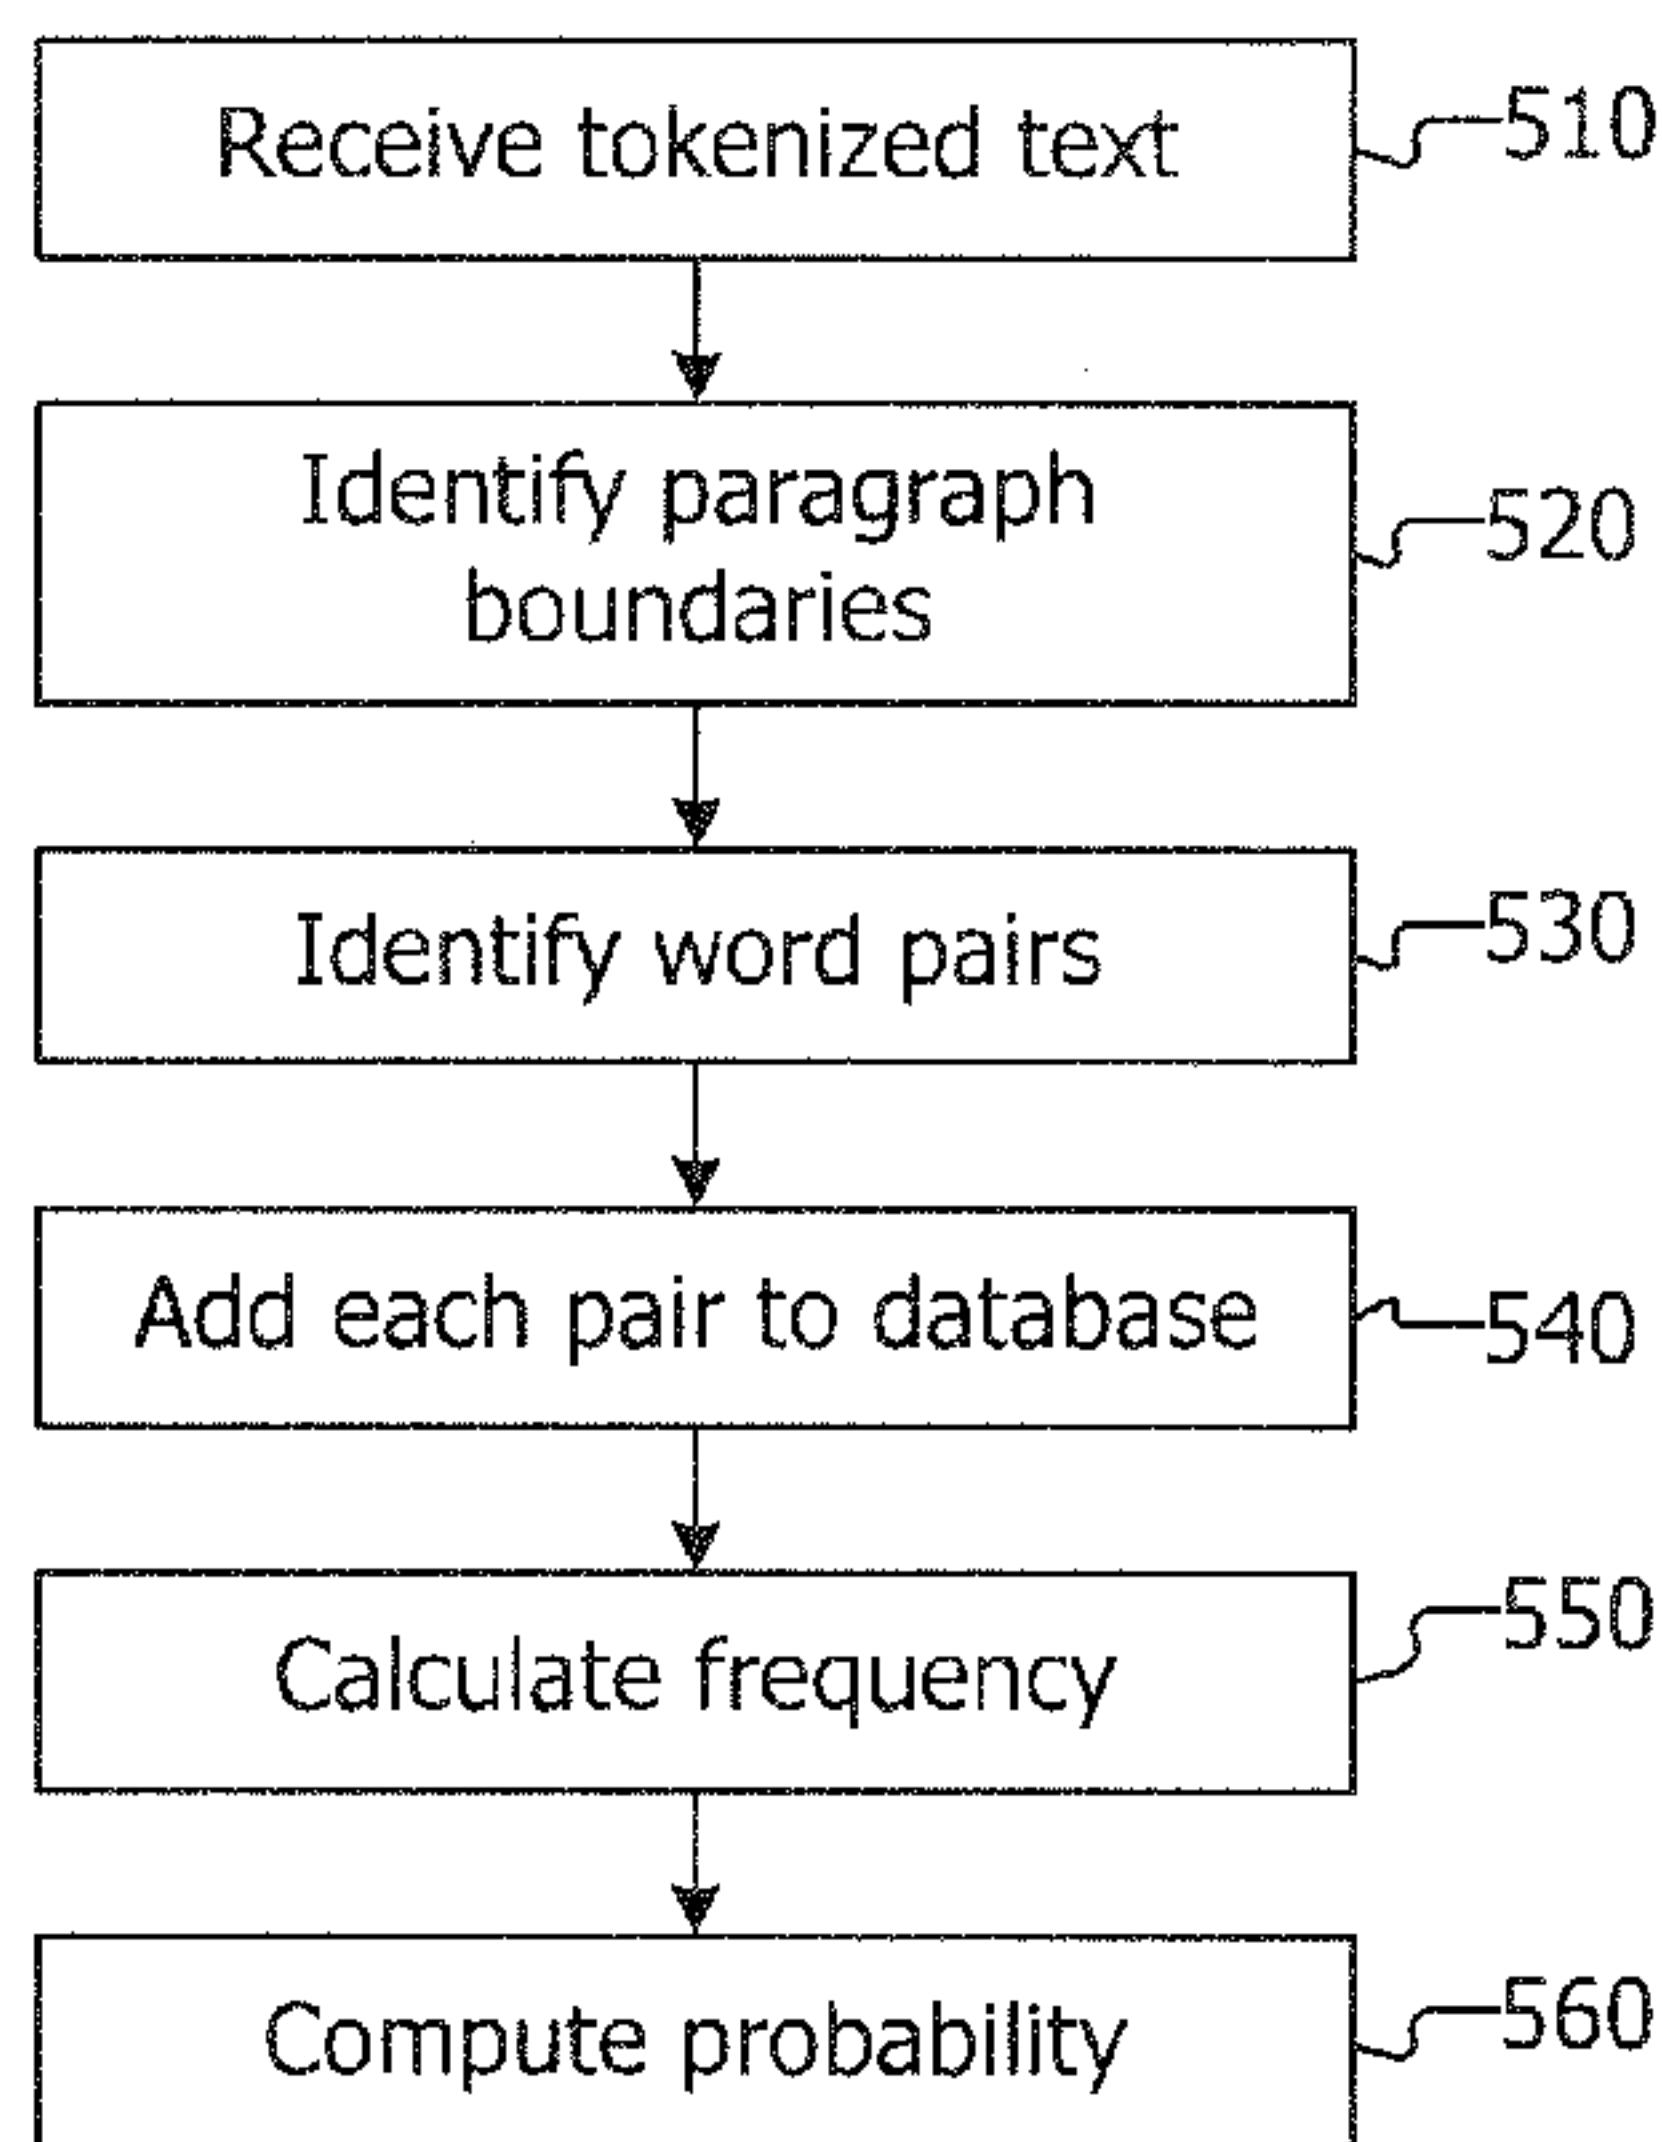 Receive tokenized text
510
Identify paragraph
boundaries
520
Identify word pairs
530
Add each pair to database
540
Calculate frequency
550
Compute probability
560